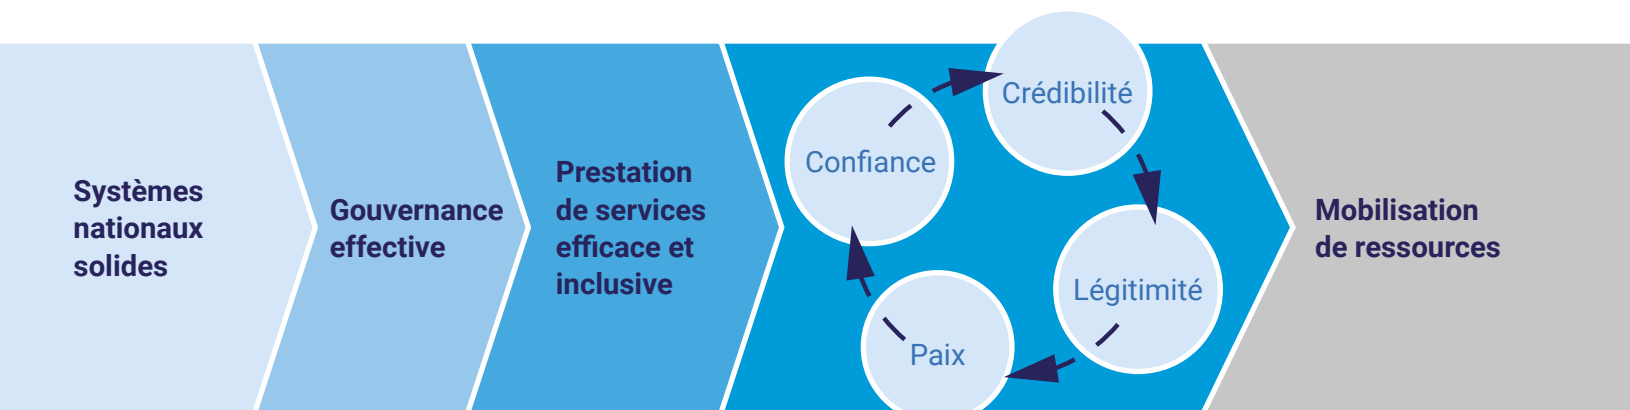 Systèmes
nationaux
solides
Gouvernance
effective
Prestation
de services
efficace et
inclusive
Confiance
Crédibilité
Légitimité
Paix
Mobilisation
de ressources